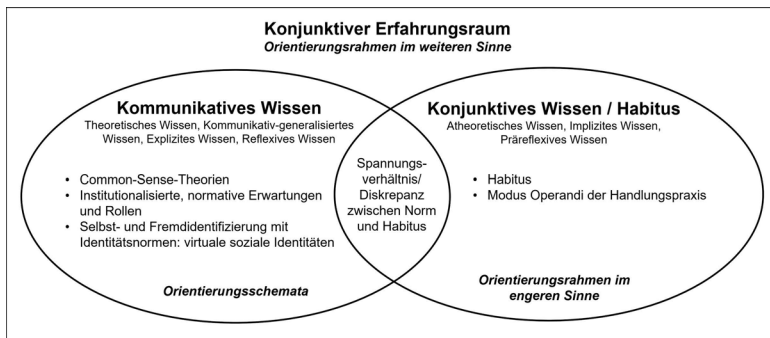 Konjunktiver Erfahrungsraum
Orientierungsrahmen im weiteren Sinne
Kommunikatives Wissen
Theoretisches Wissen, Kommunikativ-generalisiertes
Wissen, Explizites Wissen, Reflexives Wissen
• Common-Sense-Theorien
• Institutionalisierte, normative Erwartungen
und Rollen
• Selbst- und Fremdidentifizierung mit
Identitätsnormen: virtuale soziale Identitäten
Orientierungsschemata
Spannungs-
verhältnis/
Diskrepanz
zwischen Norm
und Habitus
Konjunktives Wissen / Habitus
Atheoretisches Wissen, Implizites Wissen,
Präreflexives Wissen
• Habitus
• Modus Operandi der Handlungspraxis
Orientierungsrahmen im
engeren Sinne